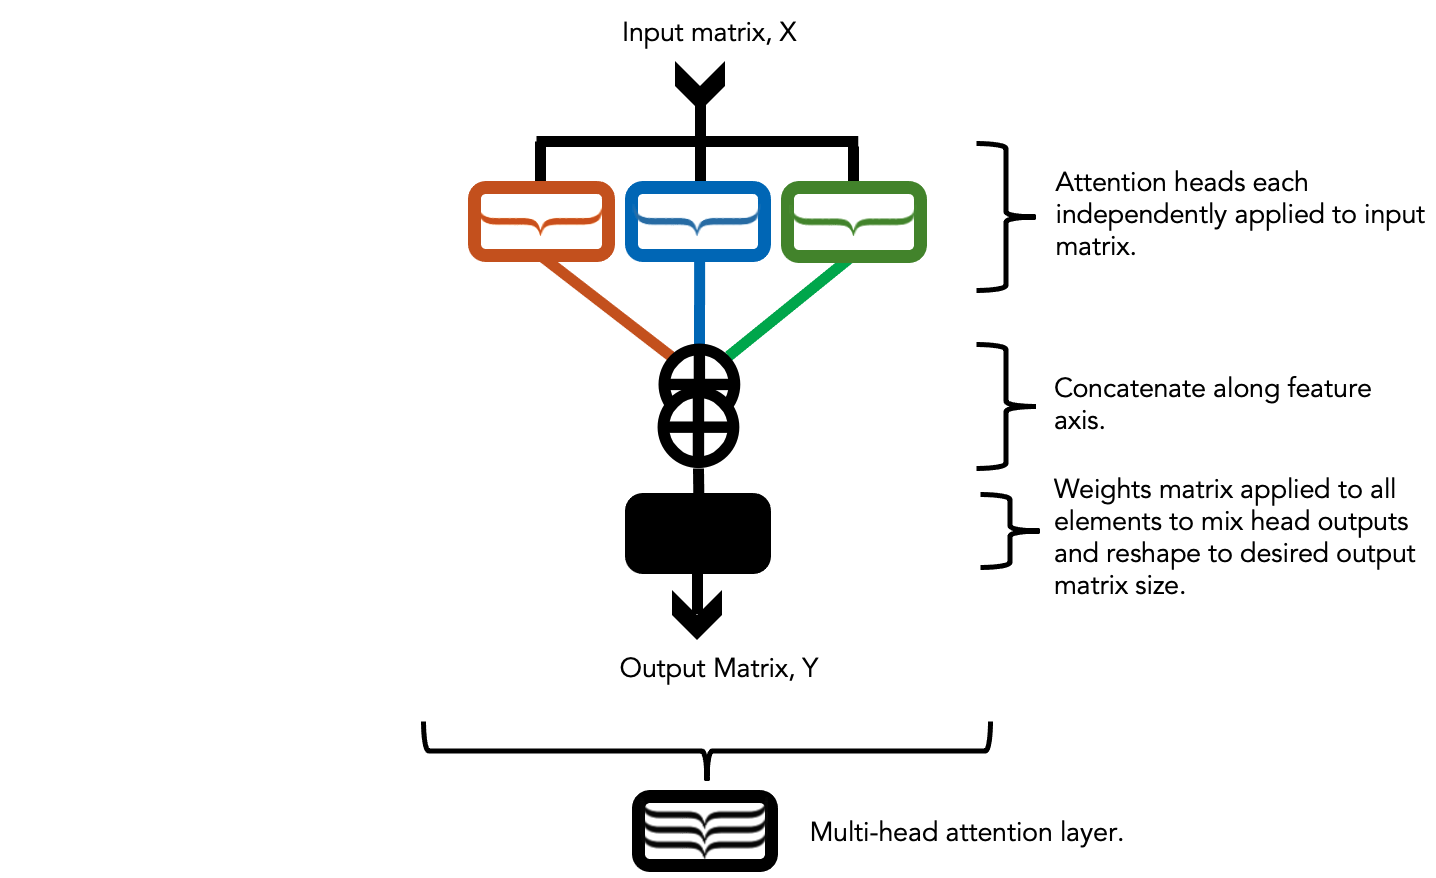 Input matrix, X
Attention heads each
independently applied to input
matrix.
Concatenate along feature
axis.
Weights matrix applied to all
elements to mix head outputs
and reshape to desired output
matrix size.
Output Matrix, Y
Multi-head attention layer.